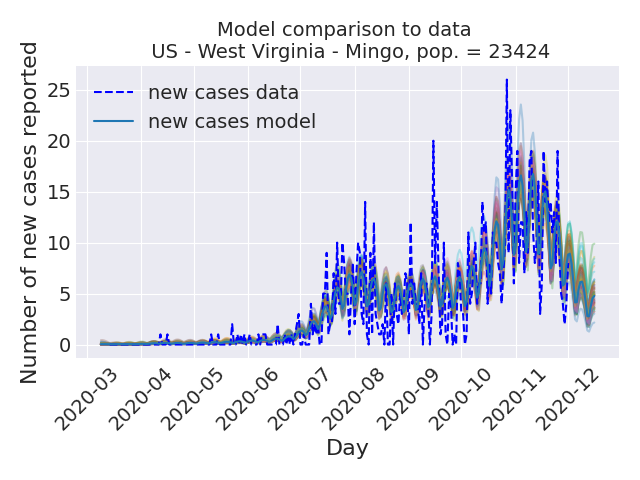 Model comparison to data
US - West Virginia - Mingo, pop. = 23424
Number of new cases reported
25
20
15
10
5
0
new cases data
new cases model
2020-03
2020-04
2020-05
2020-06
2020-07
2020-08
2020-09
2020-10
2020-11
2020-12
Day